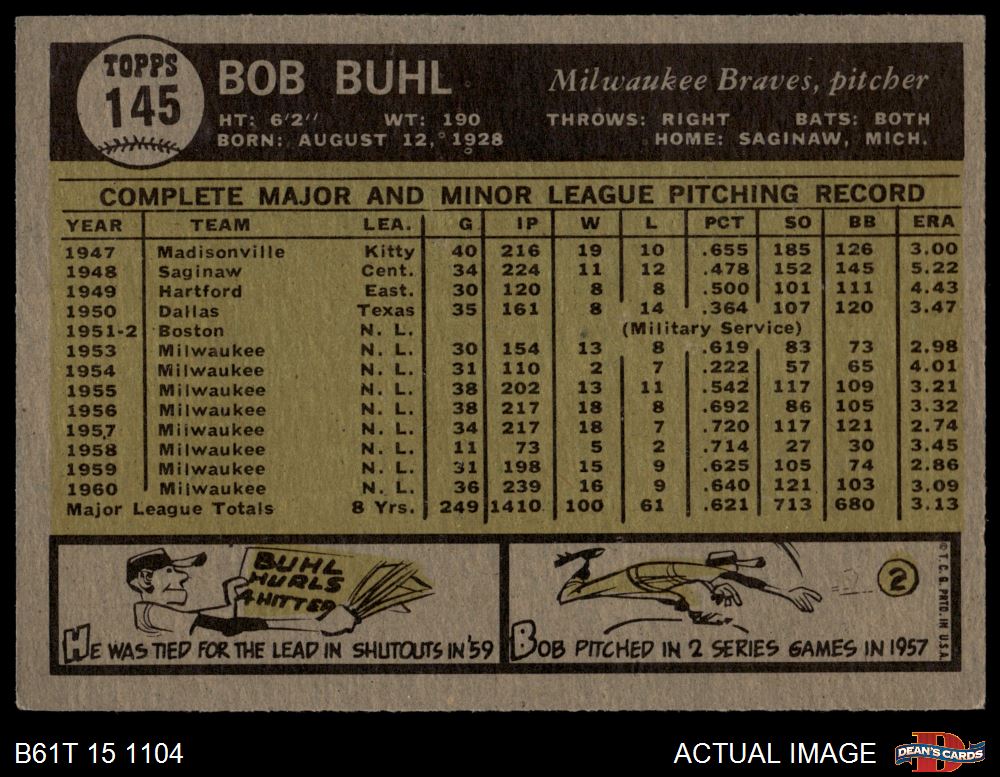 TOPPS
145
BOB BUHL
Milwaukee Braves, pitcher
HT: 6'2'' WT: 190 THROWS: RIGHT BATS: BOTH
BORN: AUGUST 12, 1928 HOME: SAGINAW, MICH.
COMPLETE MAJOR AND MINOR LEAGUE PITCHING RECORD
YEAR TEAM LEA. G IP W L PCT SO BB ERA
1947 Madisonville Kitty 40 216 19 10 .655 185 126 3.00
1948 Saginaw Cent. 34 224 11 12 .478 152 145 5.22
1949 Hartford East. 30 120 8 8 .500 101 111 4.43
1950 Dallas Texas 35 161 8 14 .364 107 120 3.47
1951-2 Boston N. L. (Military Service)
1953 Milwaukee N. L. 30 154 13 8 .619 83 73 2.98
1954 Milwaukee N. L. 31 110 2 7 .222 57 65 4.01
1955 Milwaukee N. L. 38 202 13 11 .542 117 109 3.21
1956 Milwaukee N. L. 38 217 18 8 .692 86 105 3.32
1957 Milwaukee N. L. 34 217 18 7 .720 117 121 2.74
1958 Milwaukee N. L. 11 73 5 2 .714 27 30 3.45
1959 Milwaukee N. L. 31 198 15 9 .625 105 74 2.86
1960 Milwaukee N. L. 36 239 16 9 .640 121 103 3.09
Major League Totals 8 Yrs. 249 1410 100 61 .621 713 680 3.13
BUHL
HURLS
4 HITTER
HE WAS TIED FOR THE LEAD IN SHUTOUTS IN '59
2
BOB PITCHED IN 2 SERIES GAMES IN 1957
© T. C. G. PRTD. IN U.S.A.
B61T 15 1104
ACTUAL IMAGE
D
DEAN'S CARDS